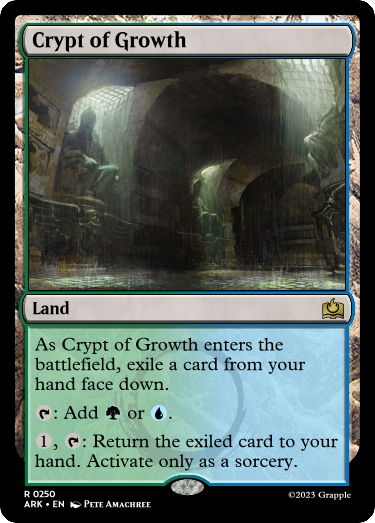 Crypt of Growth
Land
As Crypt of Growth enters the
battlefield, exile a card from your
hand face down.
: Add or .
1, : Return the exiled card to your
hand. Activate only as a sorcery.
R 0250
ARK • EN Pete Amachree
©2023 Grapple